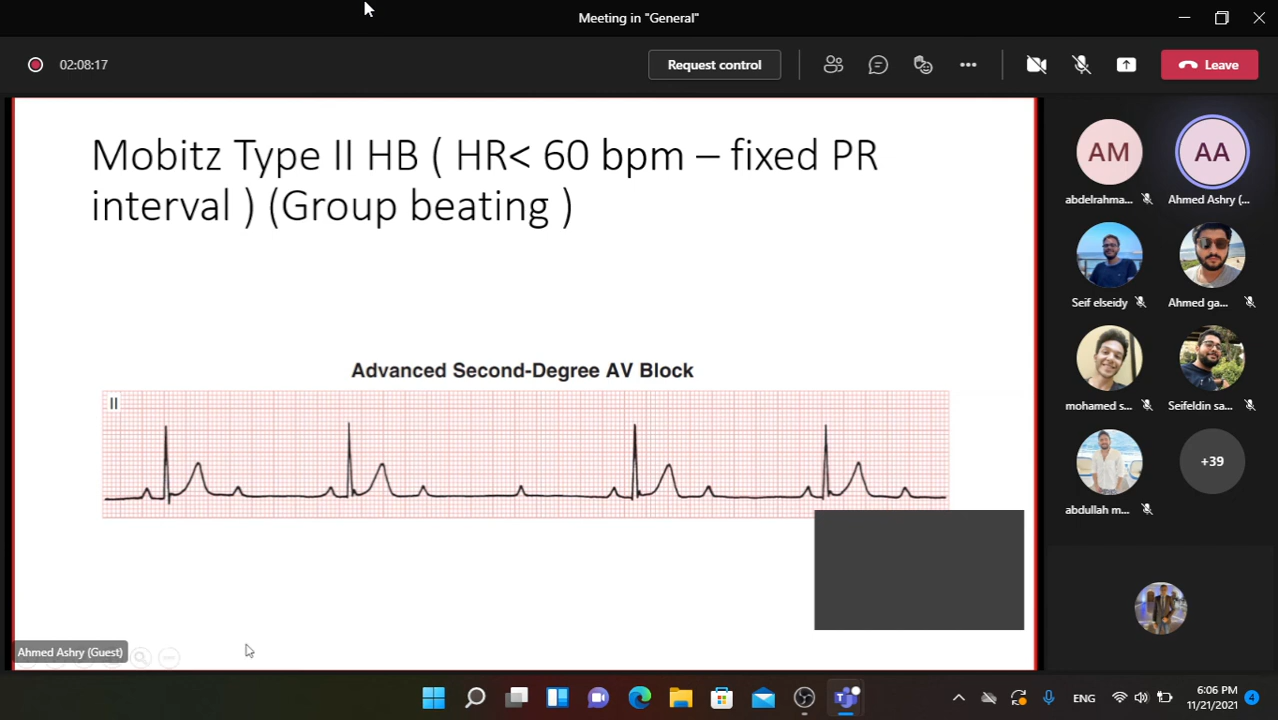 Meeting in "General"
02:08:17
Request control
Leave
Mobitz Type II HB ( HR< 60 bpm – fixed PR
interval ) (Group beating )
Advanced Second-Degree AV Block
II
AM
abdelrahma...
AA
Ahmed Ashry (...
Seif elseidy
Ahmed ga...
mohamed s...
Seifeldin sa...
abdullah m...
+39
Ahmed Ashry (Guest)
ENG
6:06 PM
11/21/2021
4